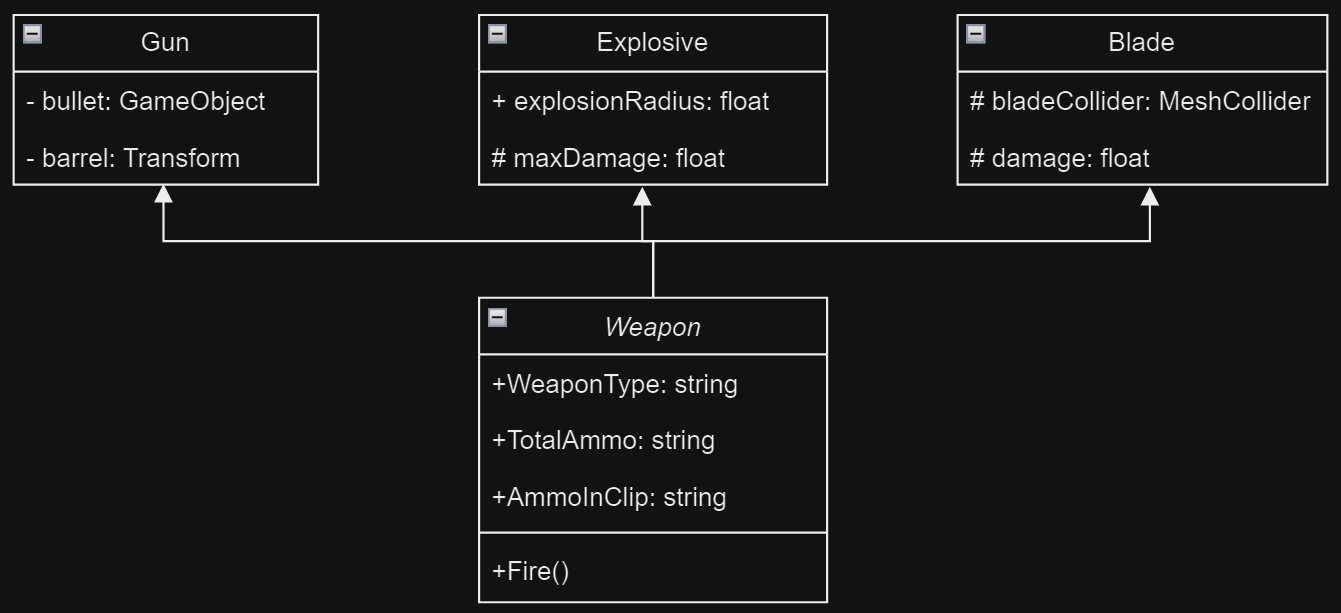 Gun
- bullet: GameObject
- barrel: Transform
Explosive
+ explosionRadius: float
# maxDamage: float
Blade
# bladeCollider: MeshCollider
# damage: float
Weapon
+WeaponType: string
+TotalAmmo: string
+AmmoInClip: string
+Fire()